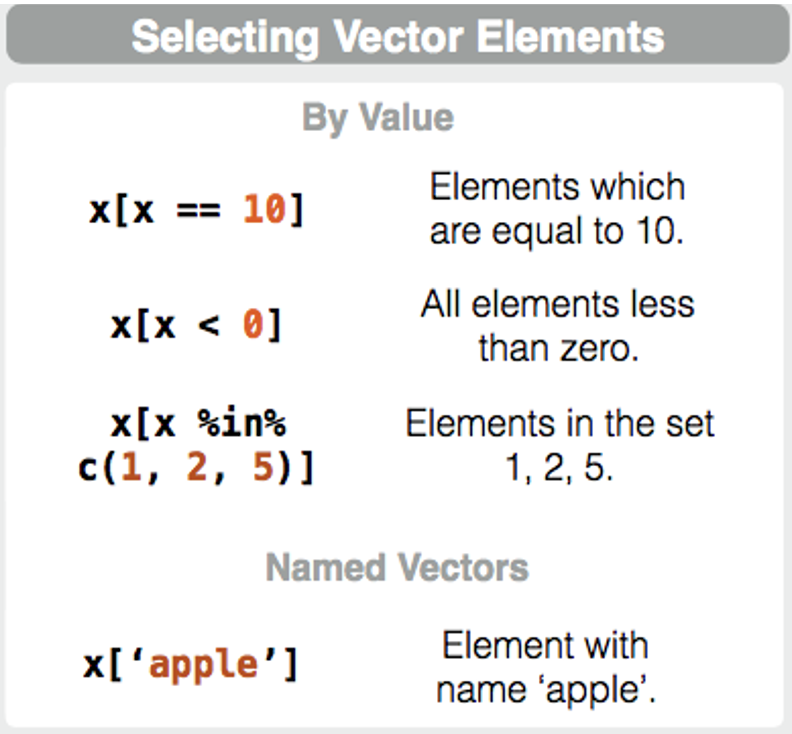 Selecting Vector Elements
By Value
x[x == 10]
Elements which
are equal to 10.
x[x < 0]
All elements less
than zero.
x[x %in%
c(1, 2, 5)]
Elements in the set
1, 2, 5.
Named Vectors
x[‘apple’]
Element with
name ‘apple’.